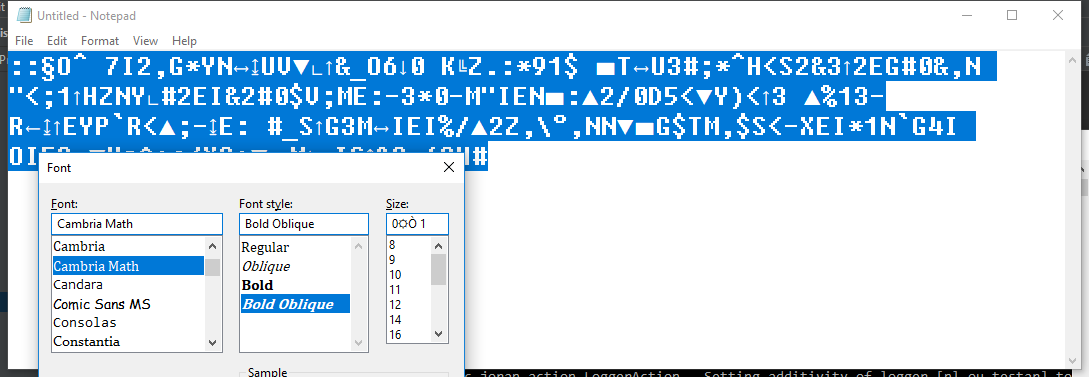 Untitled - Notepad
File Edit Format View Help
::§O^ 7I2,G*YN↔↨UV▼∟↑&_O6↓0 K╚Z.:*91$ ■T↔U3#;*^H<S2&3↑2EG#0&,N
"<;1↑HZNY∟#2EI&2#0$V;ME:-3*0-M"IEN■:▲2/0D5<▼Y)<↑3 ▲%13-
R←↨↑EYP`R<▲;-↨E: #_S↑G3M↔IEI%/▲2Z,\°,NN▼■G$TM,$S<-XEI*1N`G4I
Font
Font: Font style: Size:
Cambria Math Bold Oblique 0☼Ò 1
Cambria Regular 8
Cambria Math Oblique 9
Candara Bold 10
Comic Sans MS Bold Oblique 11
Consolas 12
Constantia 14
16
Sample
action.LoggerAction - Setting additivity of logger